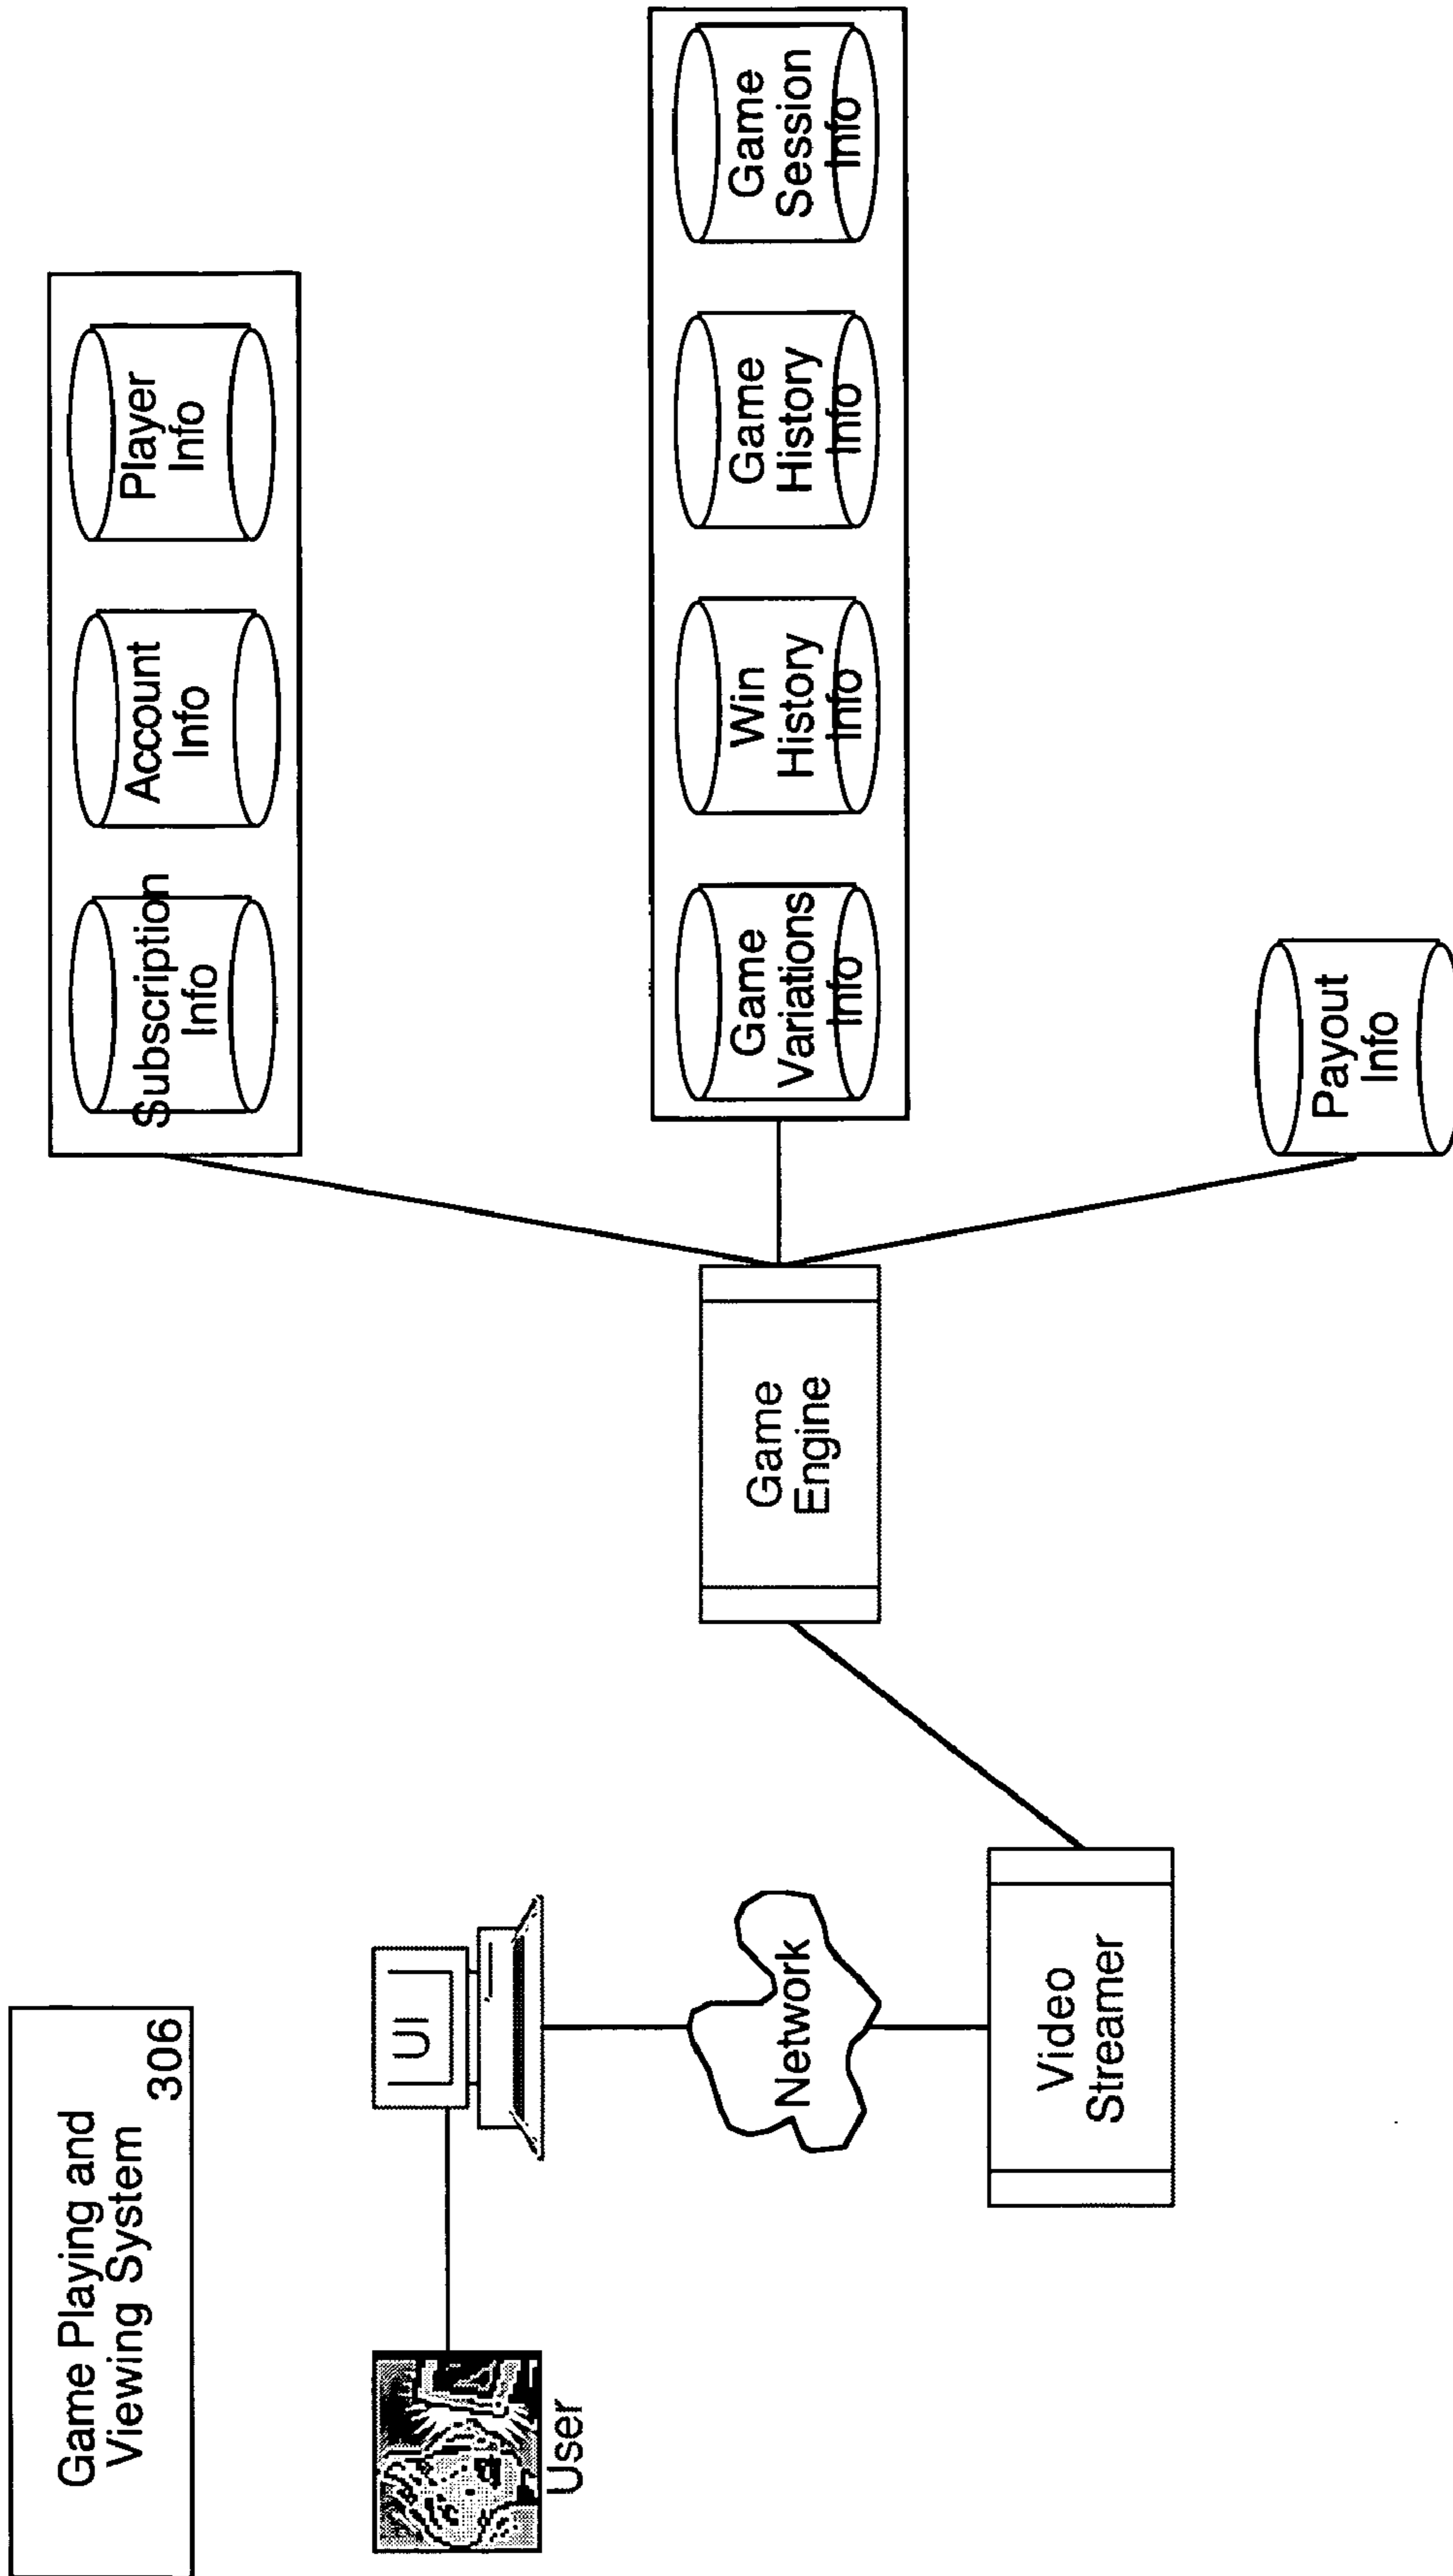 Game Playing and
Viewing System
306
User
UI
Network
Video
Streamer
Game
Engine
Subscription
Info
Account
Info
Player
Info
Game
Variations
Info
Win
History
Info
Game
History
Info
Game
Session
Info
Payout
Info